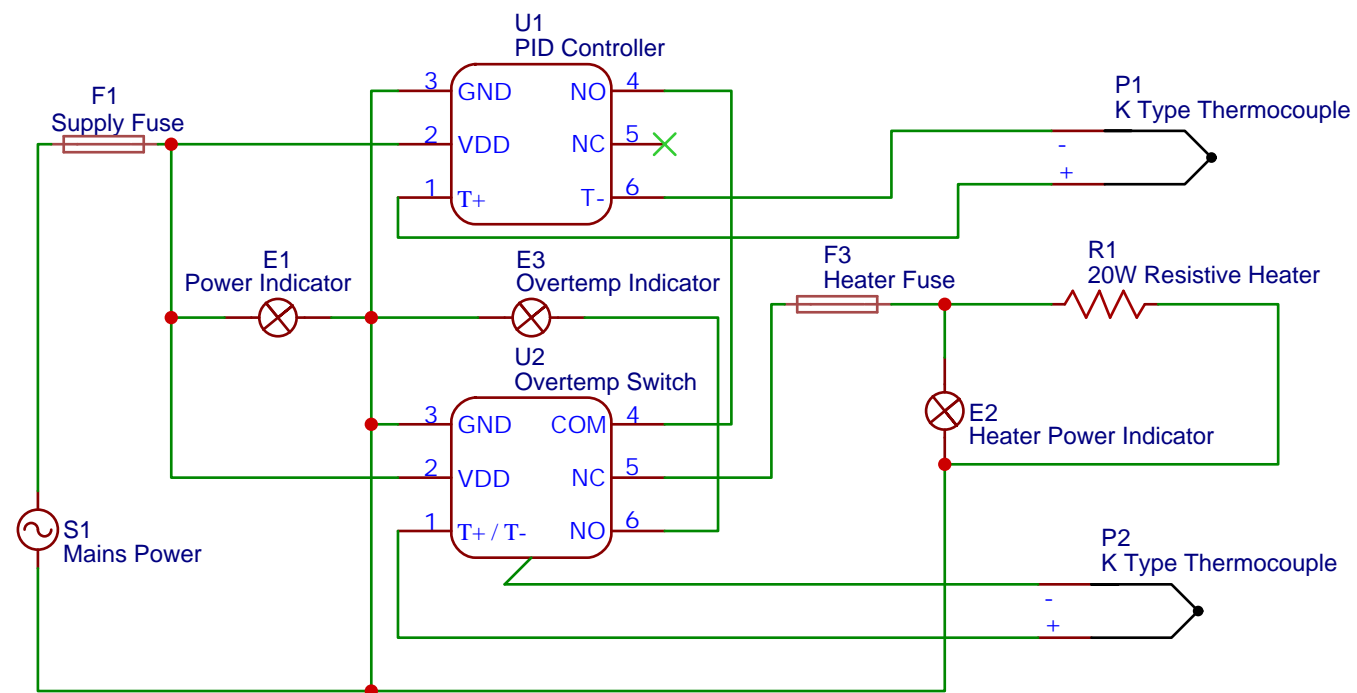 U1
PID Controller
3 GND NO 4
2 VDD NC 5
1 T+ T- 6
F1
Supply Fuse
P1
K Type Thermocouple
-
+
E1
Power Indicator
E3
Overtemp Indicator
F3
Heater Fuse
R1
20W Resistive Heater
U2
Overtemp Switch
3 GND COM 4
2 VDD NC 5
1 T+ / T- NO 6
E2
Heater Power Indicator
S1
Mains Power
P2
K Type Thermocouple
-
+